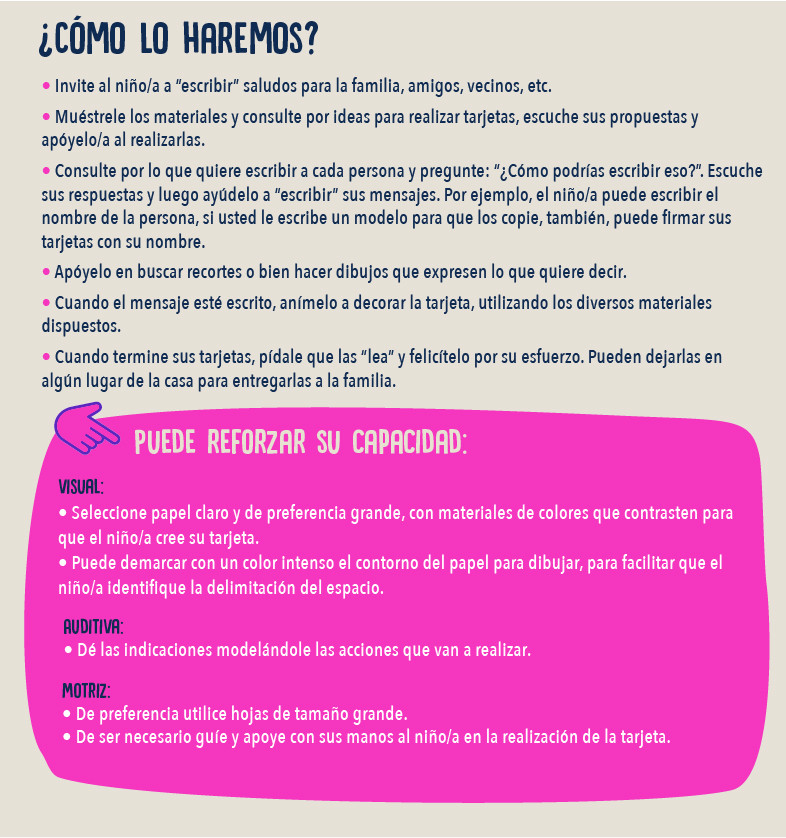 ¿CÓMO LO HAREMOS?
• Invite al niño/a a "escribir" saludos para la familia, amigos, vecinos, etc.
• Muéstrele los materiales y consulte por ideas para realizar tarjetas, escuche sus propuestas y
apóyelo/a al realizarlas.
• Consulte por lo que quiere escribir a cada persona y pregunte: "¿Cómo podrías escribir eso?". Escuche
sus respuestas y luego ayúdelo a "escribir" sus mensajes. Por ejemplo, el niño/a puede escribir el
nombre de la persona, si usted le escribe un modelo para que los copie, también, puede firmar sus
tarjetas con su nombre.
• Apóyelo en buscar recortes o bien hacer dibujos que expresen lo que quiere decir.
• Cuando el mensaje esté escrito, anímelo a decorar la tarjeta, utilizando los diversos materiales
dispuestos.
• Cuando termine sus tarjetas, pídale que las "lea" y felicítelo por su esfuerzo. Pueden dejarlas en
algún lugar de la casa para entregarlas a la familia.
PUEDE REFORZAR SU CAPACIDAD:
VISUAL:
• Seleccione papel claro y de preferencia grande, con materiales de colores que contrasten para
que el niño/a cree su tarjeta.
• Puede demarcar con un color intenso el contorno del papel para dibujar, para facilitar que el
niño/a identifique la delimitación del espacio.
AUDITIVA:
• Dé las indicaciones modelándole las acciones que van a realizar.
MOTRIZ:
• De preferencia utilice hojas de tamaño grande.
• De ser necesario guíe y apoye con sus manos al niño/a en la realización de la tarjeta.